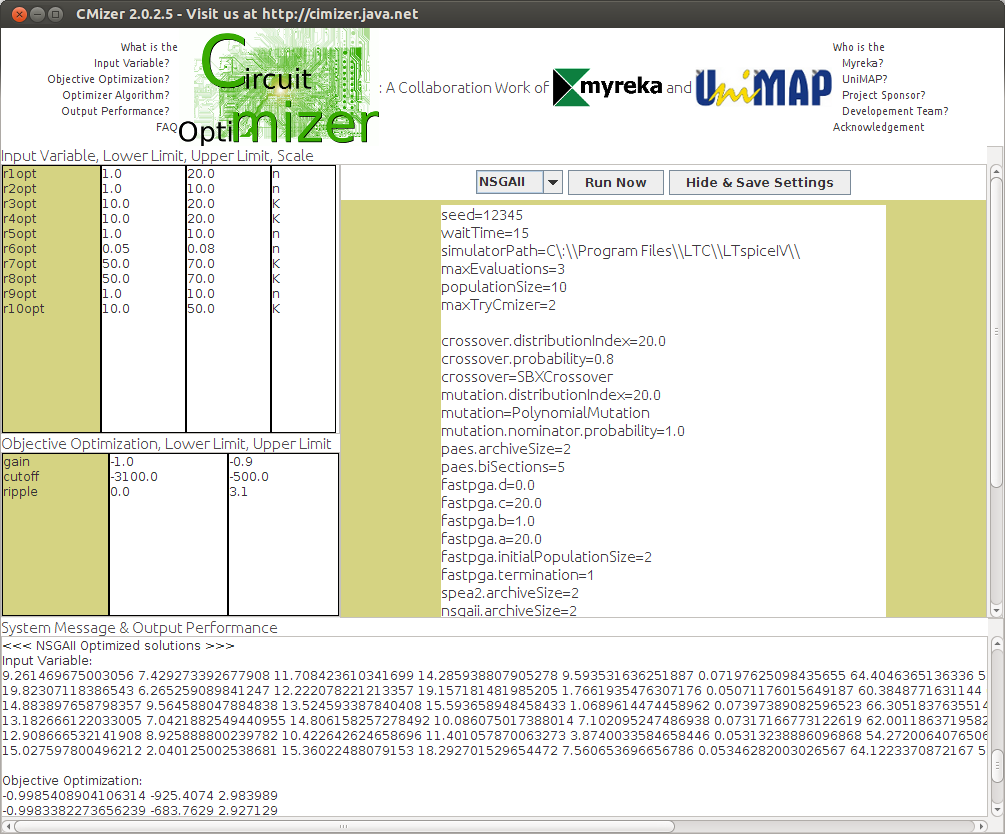 CMizer 2.0.2.5 - Visit us at http://cimizer.java.net
What is the
Input Variable?
Objective Optimization?
Optimizer Algorithm?
Output Performance?
FAQ
Circuit
Optimizer
: A Collaboration Work of myreka and UniMAP
Who is the
Myreka?
UniMAP?
Project Sponsor?
Developement Team?
Acknowledgement
Input Variable, Lower Limit, Upper Limit, Scale
r1opt 1.0 20.0 n
r2opt 1.0 10.0 n
r3opt 10.0 20.0 K
r4opt 10.0 20.0 K
r5opt 1.0 10.0 n
r6opt 0.05 0.08 n
r7opt 50.0 70.0 K
r8opt 50.0 70.0 K
r9opt 1.0 10.0 n
r10opt 10.0 50.0 K
Objective Optimization, Lower Limit, Upper Limit
gain -1.0 -0.9
cutoff -3100.0 -500.0
ripple 0.0 3.1
NSGAII Run Now Hide & Save Settings
seed=12345
waitTime=15
simulatorPath=C\:\\Program Files\\LTC\\LTspiceIV\\
maxEvaluations=3
populationSize=10
maxTryCmizer=2
crossover.distributionIndex=20.0
crossover.probability=0.8
crossover=SBXCrossover
mutation.distributionIndex=20.0
mutation=PolynomialMutation
mutation.nominator.probability=1.0
paes.archiveSize=2
paes.biSections=5
fastpga.d=0.0
fastpga.c=20.0
fastpga.b=1.0
fastpga.a=20.0
fastpga.initialPopulationSize=2
fastpga.termination=1
spea2.archiveSize=2
nsgaii.archiveSize=2
System Message & Output Performance
<<< NSGAII Optimized solutions >>>
Input Variable:
9.261469675003056 7.429273392677908 11.708423610341699 14.285938807905278 9.593531636251887 0.07197625098435655 64.4046365136336 5
19.82307118386543 6.265259089841247 12.222078221213357 19.157181481985205 1.7661935476307176 0.0507117601564918​7 60.3848771631144
14.883897658798357 9.564588047884838 13.524593387840408 15.593658948458433 1.0689614474458962 0.07397389082596523 66.3051837635514
13.182666122033005 7.0421882549440955 14.806158257278492 10.086075017388014 7.102095247486938 0.07317166773122619 62.0011863719582
12.908666532141908 8.925888800239782 10.422642624658696 11.401057870063273 3.8740033584658446 0.05313238886096868 54.2720064076506
15.027597800496212 2.040125002538681 15.36022488079153 18.292701529654472 7.560653696656786 0.05346282003026567 64.1223370872167 5
Objective Optimization:
-0.9985408904106314 -925.4074 2.983989
-0.9983382273656239 -683.7629 2.927129